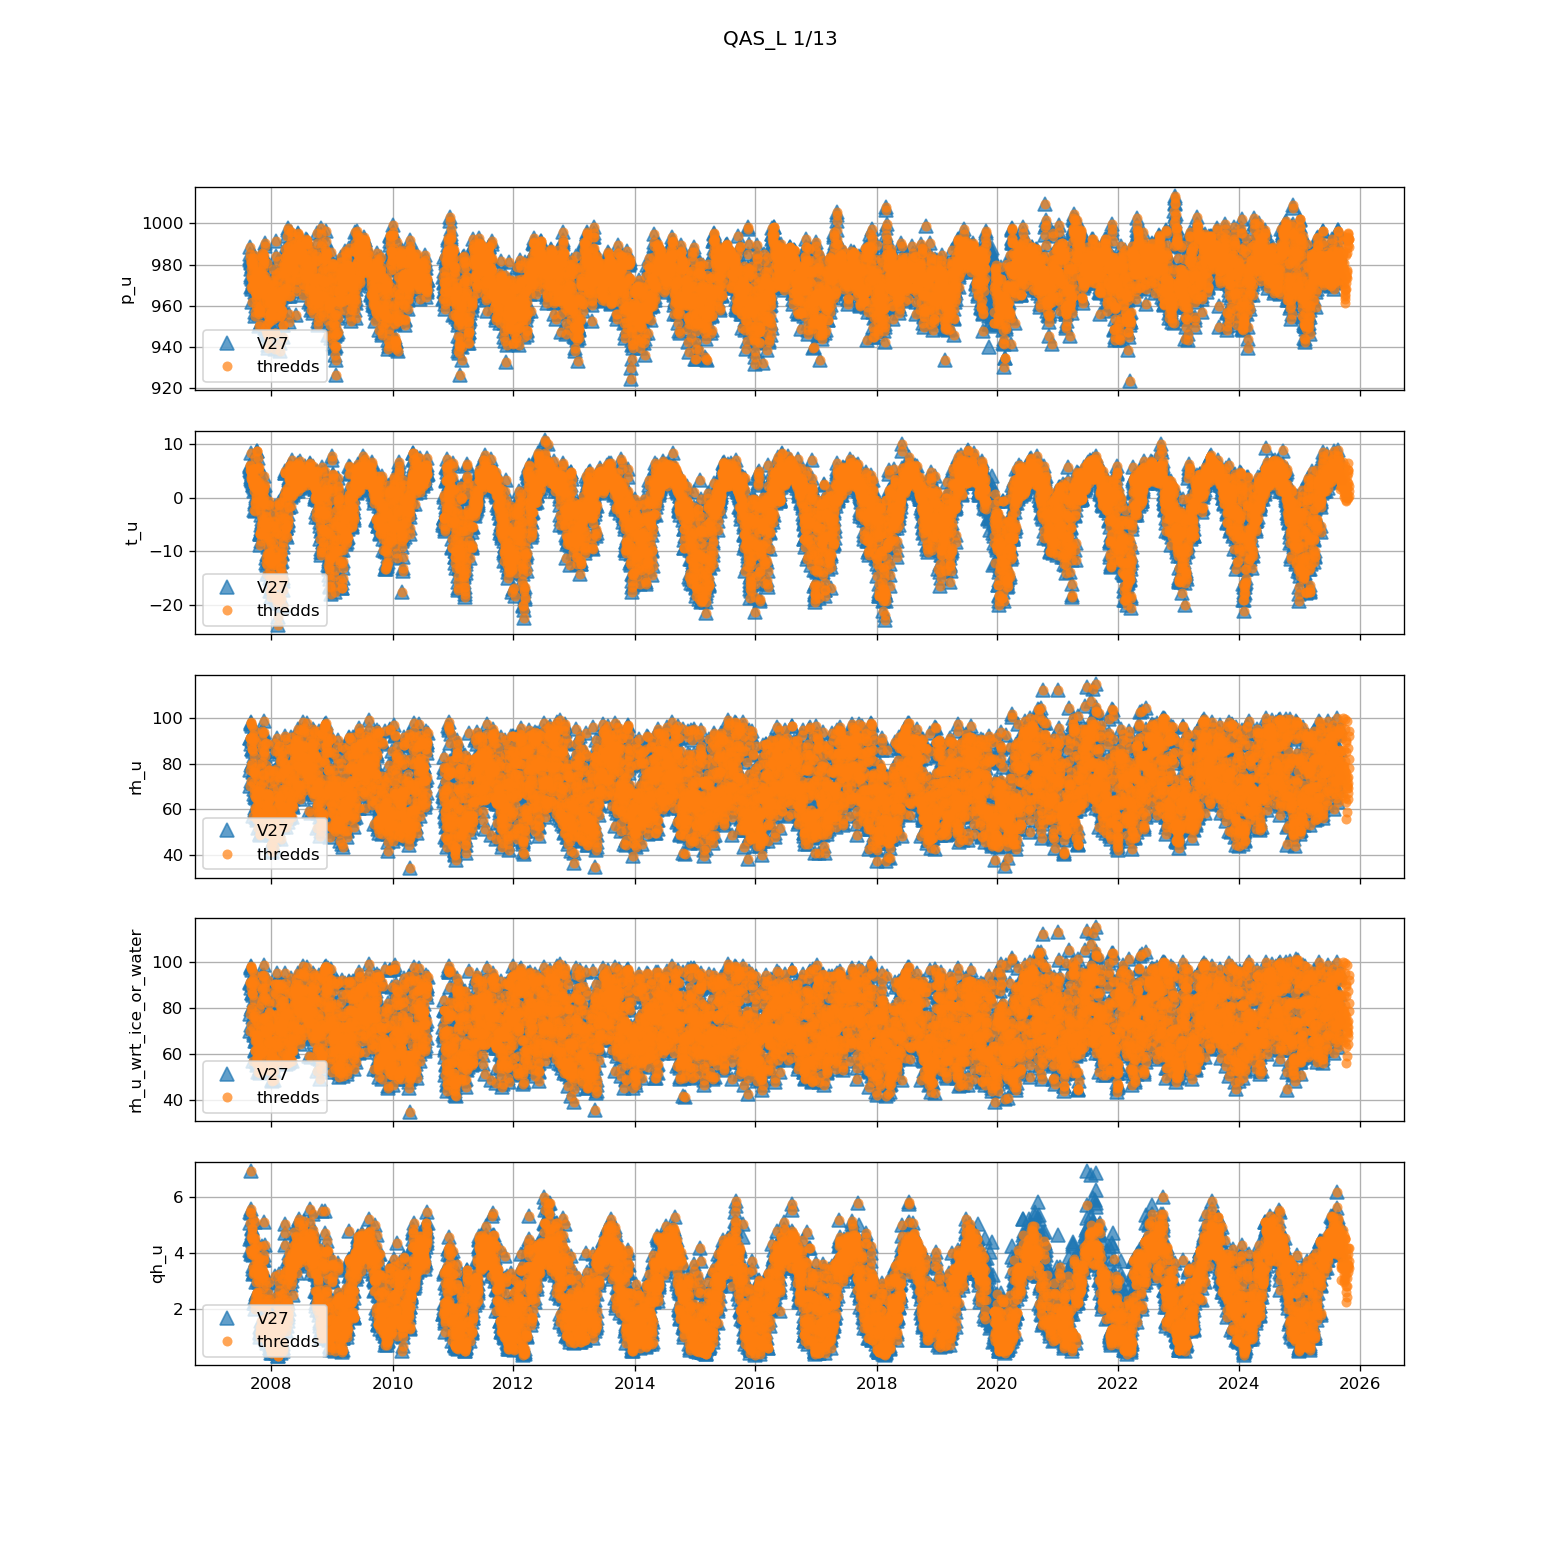 QAS_L 1/13
p_u
1000
980
960
940
920
V27
thredds
t_u
10
0
−10
−20
V27
thredds
rh_u
100
80
60
40
V27
thredds
rh_u_wrt_ice_or_water
100
80
60
40
V27
thredds
qh_u
6
4
2
V27
thredds
2008 2010 2012 2014 2016 2018 2020 2022 2024 2026